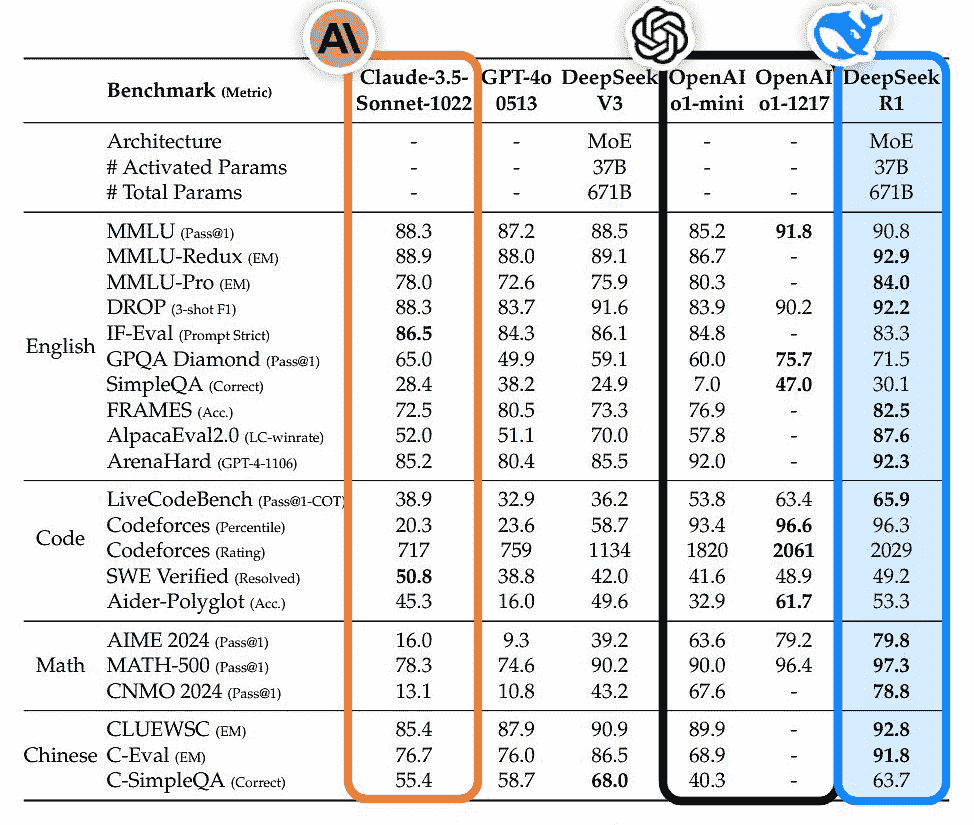 Benchmark (Metric) Claude-3.5-Sonnet-1022 GPT-4o 0513 DeepSeek V3 OpenAI o1-mini OpenAI o1-1217 DeepSeek R1
Architecture - - MoE - - MoE
# Activated Params - - 37B - - 37B
# Total Params - - 671B - - 671B
English
MMLU (Pass@1) 88.3 87.2 88.5 85.2 91.8 90.8
MMLU-Redux (EM) 88.9 88.0 89.1 86.7 - 92.9
MMLU-Pro (EM) 78.0 72.6 75.9 80.3 - 84.0
DROP (3-shot F1) 88.3 83.7 91.6 83.9 90.2 92.2
IF-Eval (Prompt Strict) 86.5 84.3 86.1 84.8 - 83.3
GPQA Diamond (Pass@1) 65.0 49.9 59.1 60.0 75.7 71.5
SimpleQA (Correct) 28.4 38.2 24.9 7.0 47.0 30.1
FRAMES (Acc.) 72.5 80.5 73.3 76.9 - 82.5
AlpacaEval2.0 (LC-winrate) 52.0 51.1 70.0 57.8 - 87.6
ArenaHard (GPT-4-1106) 85.2 80.4 85.5 92.0 - 92.3
Code
LiveCodeBench (Pass@1-COT) 38.9 32.9 36.2 53.8 63.4 65.9
Codeforces (Percentile) 20.3 23.6 58.7 93.4 96.6 96.3
Codeforces (Rating) 717 759 1134 1820 2061 2029
SWE Verified (Resolved) 50.8 38.8 42.0 41.6 48.9 49.2
Aider-Polyglot (Acc.) 45.3 16.0 49.6 32.9 61.7 53.3
Math
AIME 2024 (Pass@1) 16.0 9.3 39.2 63.6 79.2 79.8
MATH-500 (Pass@1) 78.3 74.6 90.2 90.0 96.4 97.3
CNMO 2024 (Pass@1) 13.1 10.8 43.2 67.6 - 78.8
Chinese
CLUEWSC (EM) 85.4 87.9 90.9 89.9 - 92.8
C-Eval (EM) 76.7 76.0 86.5 68.9 - 91.8
C-SimpleQA (Correct) 55.4 58.7 68.0 40.3 - 63.7